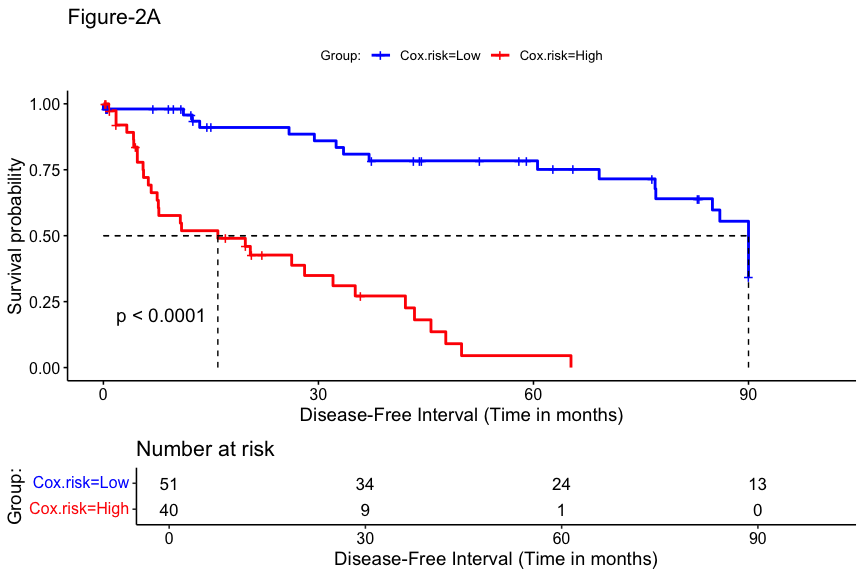 Figure-2A
Group: Cox.risk=Low Cox.risk=High
Survival probability
1.00
0.75
0.50
0.25
0.00
p < 0.0001
0 30 60 90
Disease-Free Interval (Time in months)
Number at risk
Group:
Cox.risk=Low 51 34 24 13
Cox.risk=High 40 9 1 0
0 30 60 90
Disease-Free Interval (Time in months)